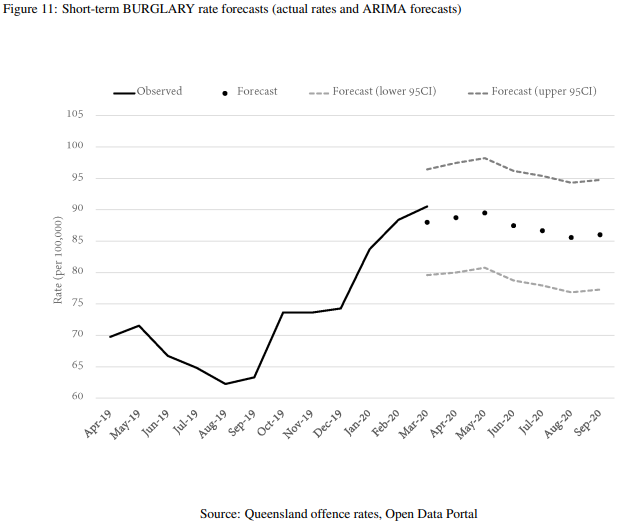 Figure 11: Short-term BURGLARY rate forecasts (actual rates and ARIMA forecasts)
Observed Forecast Forecast (lower 95CI) Forecast (upper 95CI)
105
100
95
90
85
80
75
70
65
60
Rate (per 100,000)
Apr-19 May-19 Jun-19 Jul-19 Aug-19 Sep-19 Oct-19 Nov-19 Dec-19 Jan-20 Feb-20 Mar-20 Apr-20 May-20 Jun-20 Jul-20 Aug-20 Sep-20
Source: Queensland offence rates, Open Data Portal